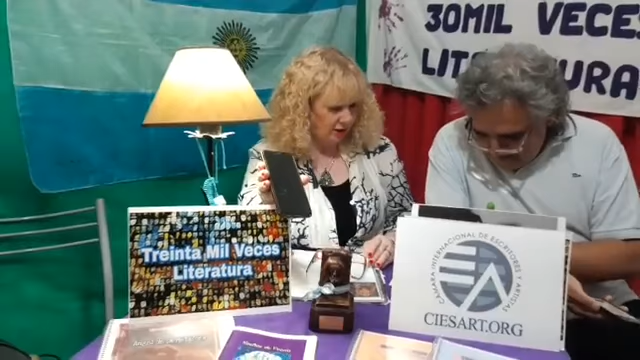 30MIL VECES
LITERATURA
Treinta Mil Veces
Literatura
CÁMARA INTERNACIONAL DE ESCRITORES Y ARTISTAS
CIESART.ORG